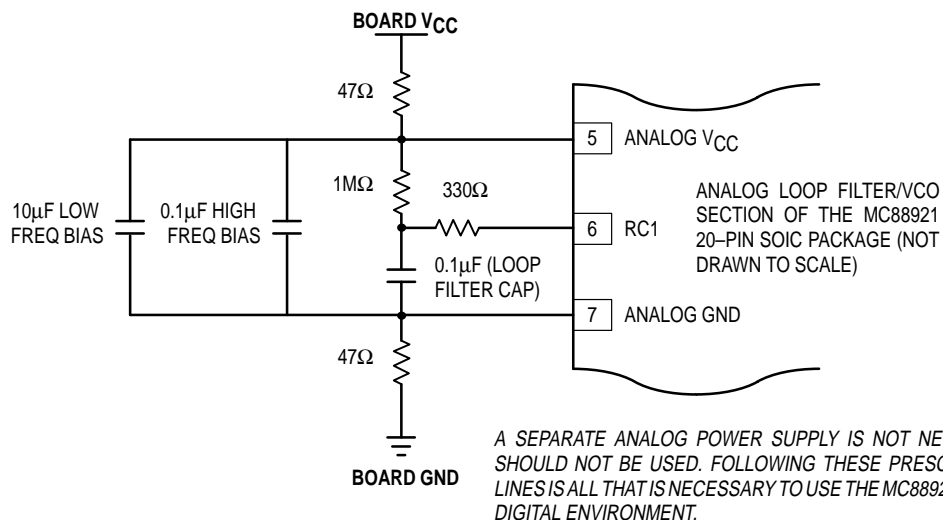 BOARD VCC
47Ω
5 ANALOG VCC
1MΩ
330Ω
10μF LOW
FREQ BIAS
0.1μF HIGH
FREQ BIAS
6 RC1
ANALOG LOOP FILTER/VCO
SECTION OF THE MC88921
20–PIN SOIC PACKAGE (NOT
DRAWN TO SCALE)
0.1μF (LOOP
FILTER CAP)
7 ANALOG GND
47Ω
BOARD GND
A SEPARATE ANALOG POWER SUPPLY IS NOT NE
SHOULD NOT BE USED. FOLLOWING THESE PRESC
LINES IS ALL THAT IS NECESSARY TO USE THE MC8892
DIGITAL ENVIRONMENT.